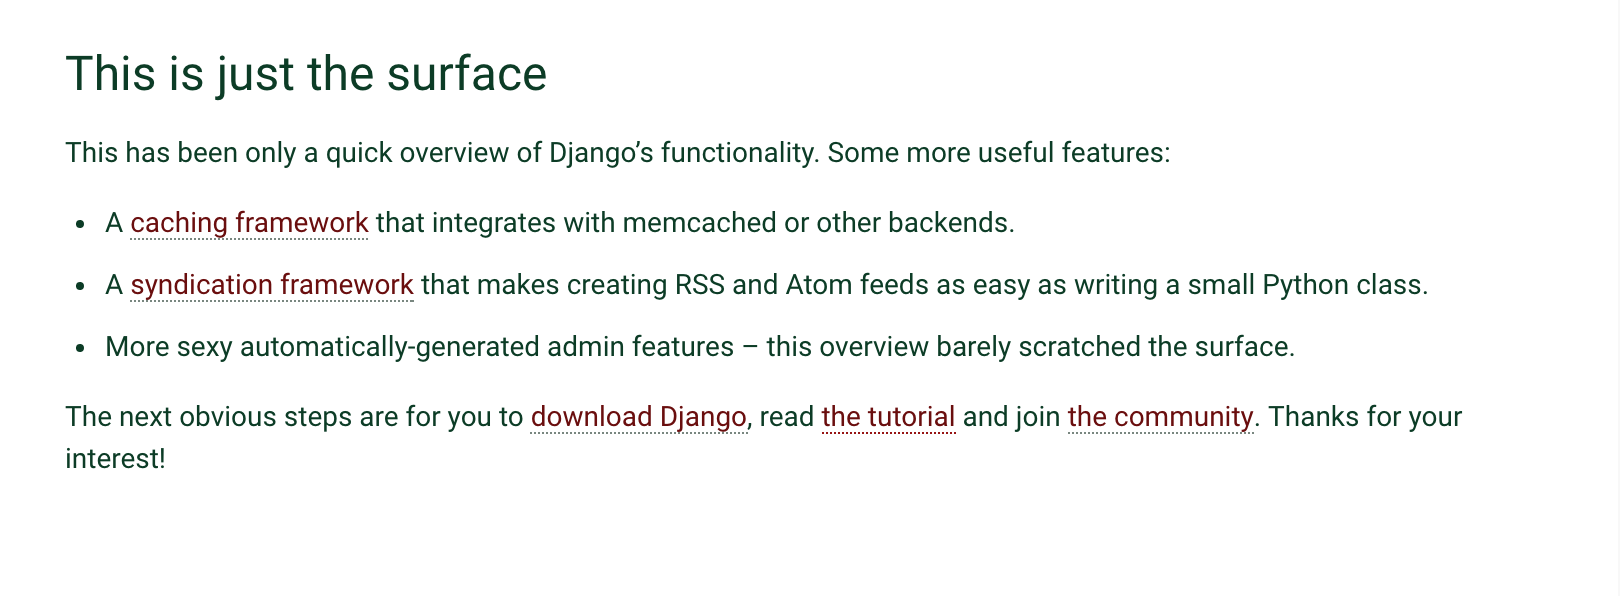 This is just the surface
This has been only a quick overview of Django’s functionality. Some more useful features:
• A caching framework that integrates with memcached or other backends.
• A syndication framework that makes creating RSS and Atom feeds as easy as writing a small Python class.
• More sexy automatically-generated admin features – this overview barely scratched the surface.
The next obvious steps are for you to download Django, read the tutorial and join the community. Thanks for your
interest!